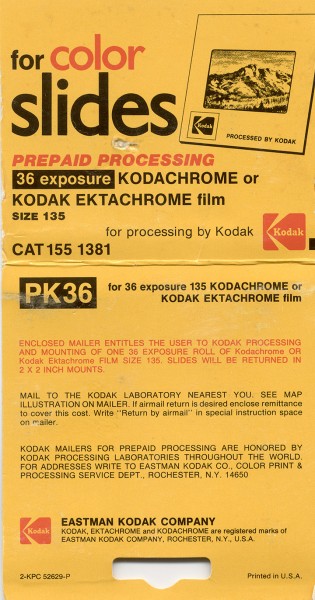 for color
slides
Kodak
PROCESSED BY KODAK
PREPAID PROCESSING
36 exposure KODACHROME or
KODAK EKTACHROME film
SIZE 135
for processing by Kodak
Kodak
CAT 155 1381
PK36
for 36 exposure 135 KODACHROME or
KODAK EKTACHROME film
ENCLOSED MAILER ENTITLES THE USER TO KODAK PROCESSING
AND MOUNTING OF ONE 36 EXPOSURE ROLL OF Kodachrome OR
Kodak Ektachrome FILM SIZE 135. SLIDES WILL BE RETURNED IN
2 X 2 INCH MOUNTS.
MAIL TO THE KODAK LABORATORY NEAREST YOU. SEE MAP
ILLUSTRATION ON MAILER. If airmail return is desired enclose remittance
to cover this cost. Write "Return by airmail" in special instruction space
on mailer.
KODAK MAILERS FOR PREPAID PROCESSING ARE HONORED BY
KODAK PROCESSING LABORATORIES THROUGHOUT THE WORLD.
FOR ADDRESSES WRITE TO EASTMAN KODAK CO., COLOR PRINT &
PROCESSING SERVICE DEPT., ROCHESTER, N.Y. 14650
Kodak
EASTMAN KODAK COMPANY
KODAK, EKTACHROME and KODACHROME are registered marks of
EASTMAN KODAK COMPANY, ROCHESTER, N.Y., U.S.A.
2-KPC 52629-P
Printed in U.S.A.